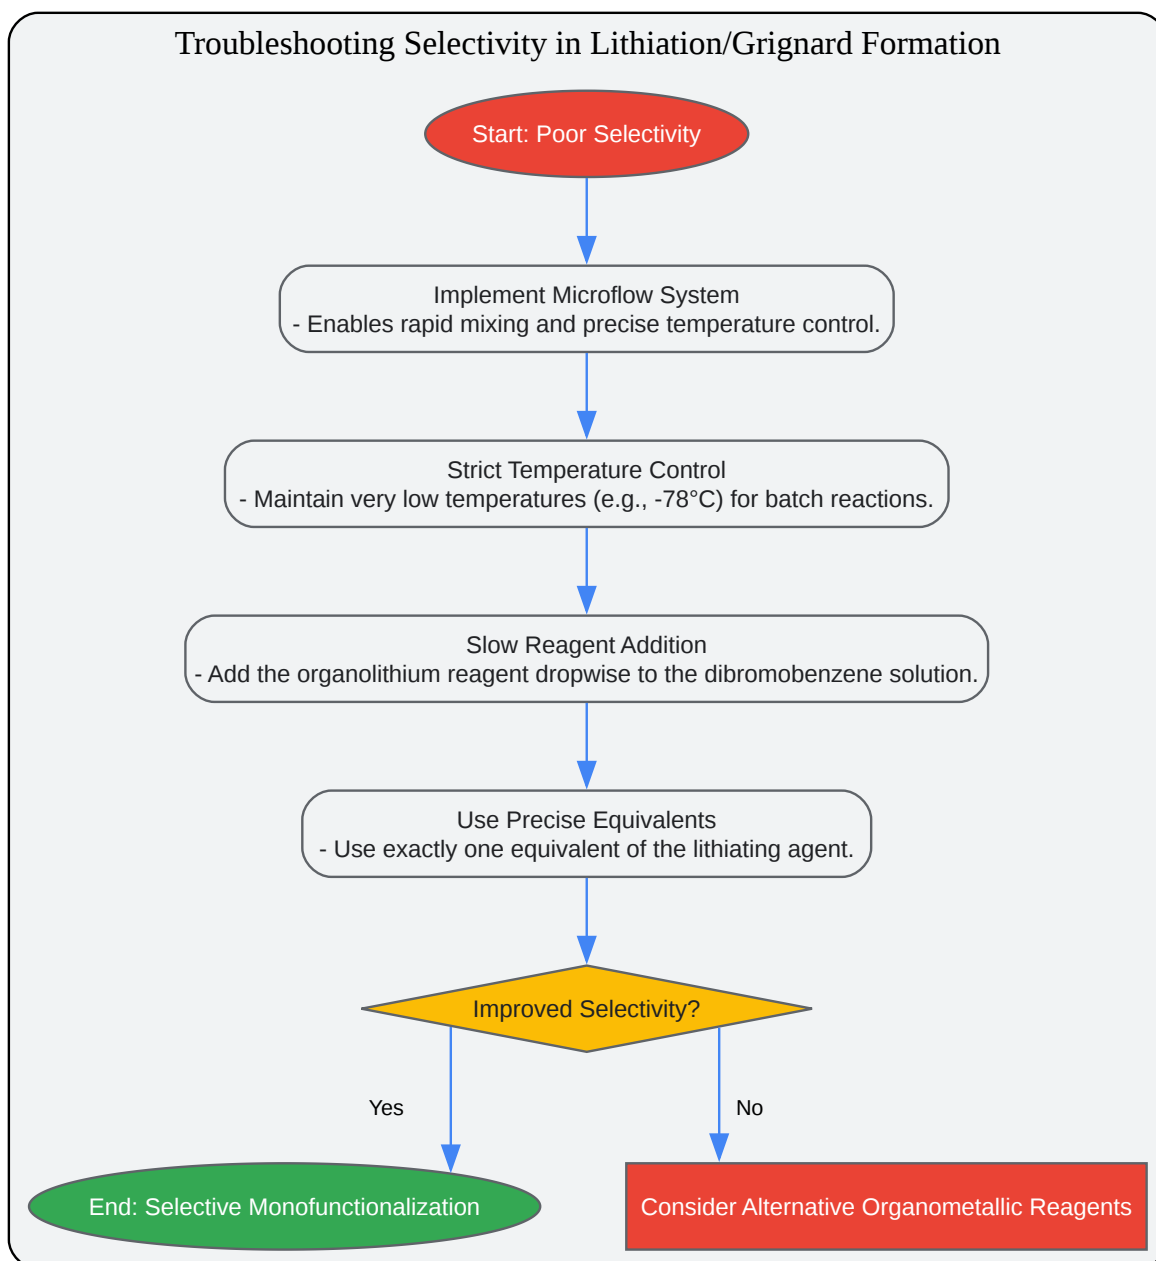 Troubleshooting Selectivity in Lithiation/Grignard Formation
Start: Poor Selectivity
Implement Microflow System
- Enables rapid mixing and precise temperature control.
Strict Temperature Control
- Maintain very low temperatures (e.g., -78°C) for batch reactions.
Slow Reagent Addition
- Add the organolithium reagent dropwise to the dibromobenzene solution.
Use Precise Equivalents
- Use exactly one equivalent of the lithiating agent.
Improved Selectivity?
Yes
No
End: Selective Monofunctionalization
Consider Alternative Organometallic Reagents